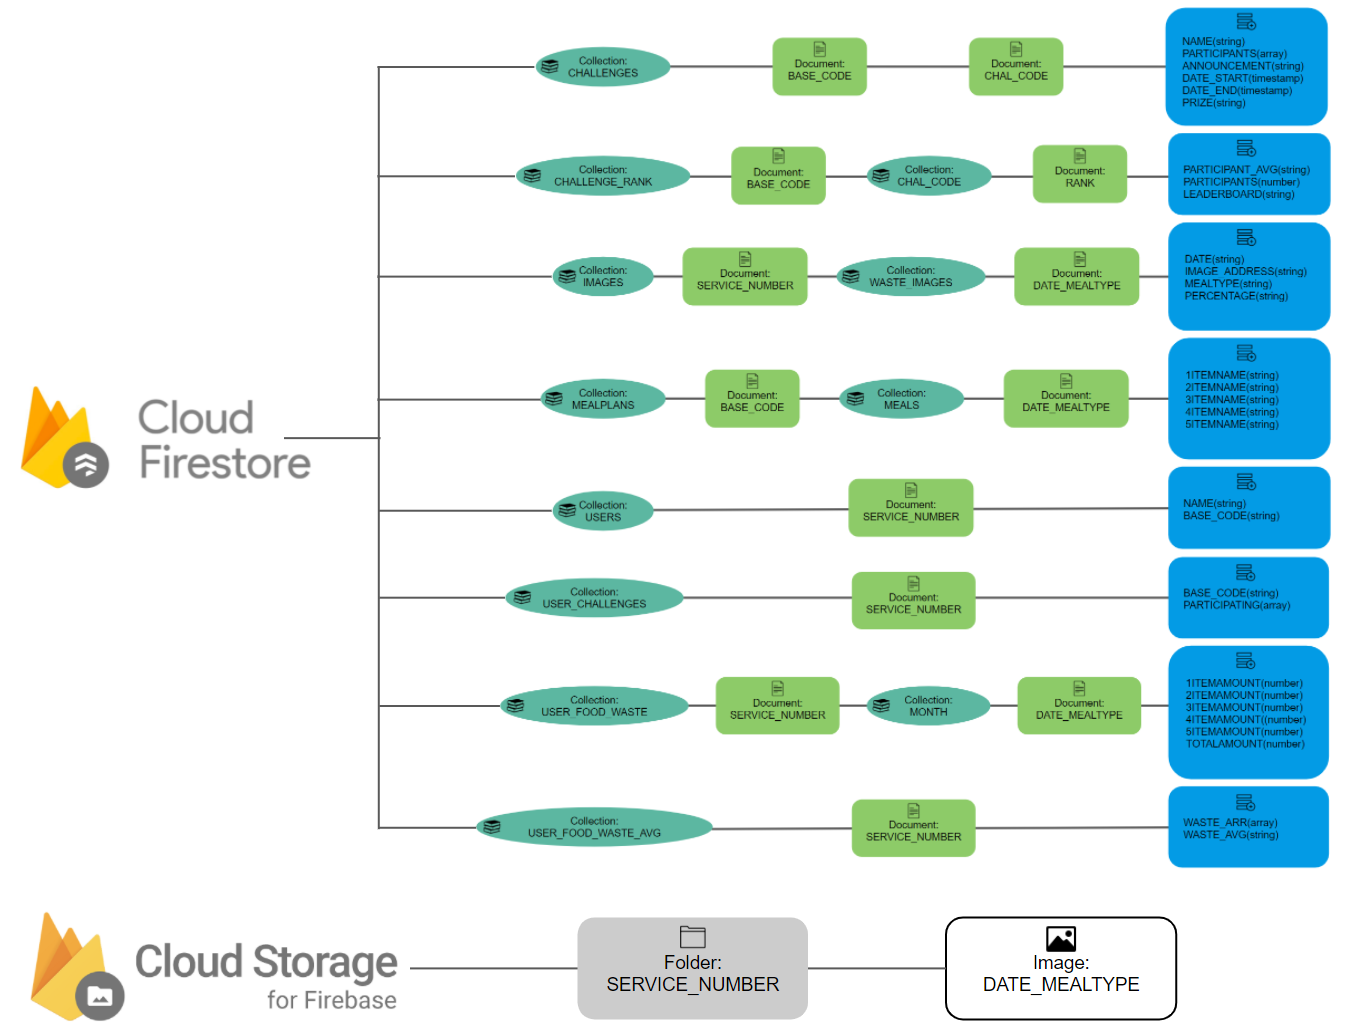 Collection:
CHALLENGES
Document:
BASE_CODE
Document:
CHAL_CODE
NAME(string)
PARTICIPANTS(array)
ANNOUNCEMENT(string)
DATE_START(timestamp)
DATE_END(timestamp)
PRIZE(string)
Collection:
CHALLENGE_RANK
Document:
BASE_CODE
Collection:
CHAL_CODE
Document:
RANK
PARTICIPANT_AVG(string)
PARTICIPANTS(number)
LEADERBOARD(string)
Collection:
IMAGES
Document:
SERVICE_NUMBER
Collection:
WASTE_IMAGES
Document:
DATE_MEALTYPE
DATE(string)
IMAGE_ADDRESS(string)
MEALTYPE(string)
PERCENTAGE(string)
Collection:
MEALPLANS
Document:
BASE_CODE
Collection:
MEALS
Document:
DATE_MEALTYPE
1ITEMNAME(string)
2ITEMNAME(string)
3ITEMNAME(string)
4ITEMNAME(string)
5ITEMNAME(string)
Cloud
Firestore
Collection:
USERS
Document:
SERVICE_NUMBER
NAME(string)
BASE_CODE(string)
Collection:
USER_CHALLENGES
Document:
SERVICE_NUMBER
BASE_CODE(string)
PARTICIPATING(array)
Collection:
USER_FOOD_WASTE
Document:
SERVICE_NUMBER
Collection:
MONTH
Document:
DATE_MEALTYPE
1ITEMAMOUNT(number)
2ITEMAMOUNT(number)
3ITEMAMOUNT(number)
4ITEMAMOUNT((number)
5ITEMAMOUNT(number)
TOTALAMOUNT(number)
Collection:
USER_FOOD_WASTE_AVG
Document:
SERVICE_NUMBER
WASTE_ARR(array)
WASTE_AVG(string)
Cloud Storage
for Firebase
Folder:
SERVICE_NUMBER
Image:
DATE_MEALTYPE